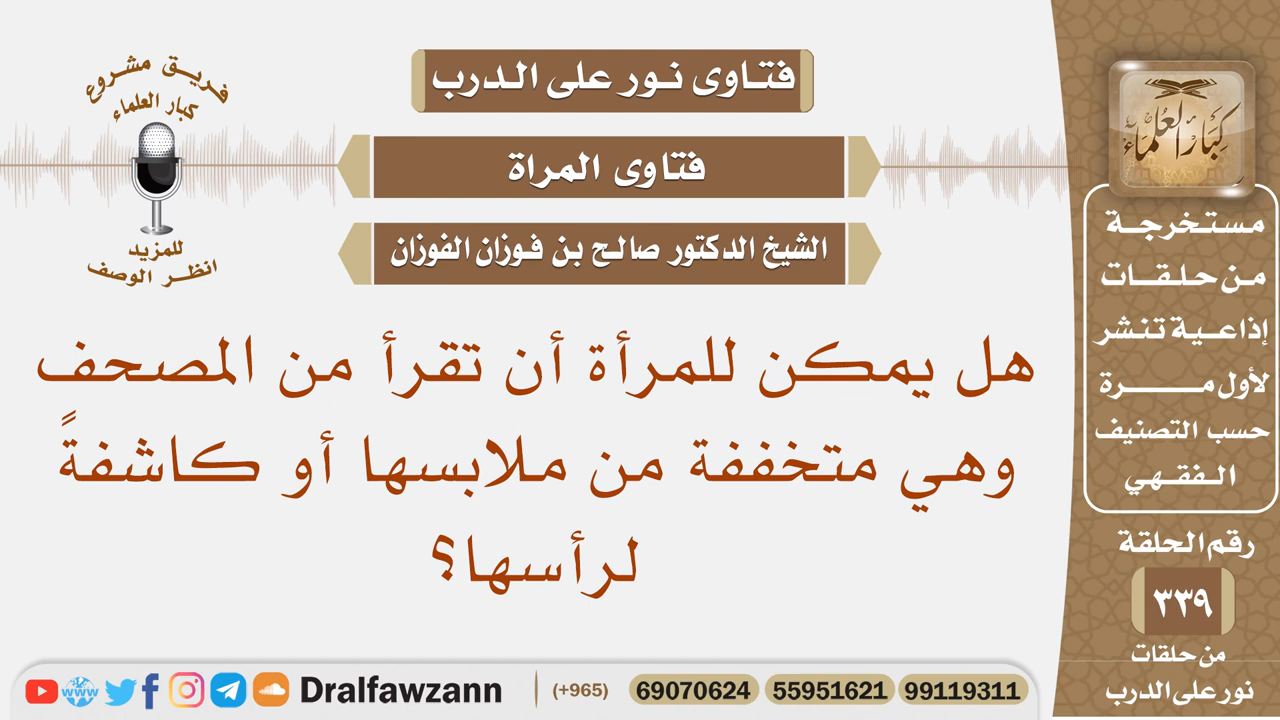 فتاوى نور على الدرب
فتاوى المراة
الشيخ الدكتور صالح بن فوزان الفوزان
هل يمكن للمرأة أن تقرأ من المصحف
وهي متخففة من ملابسها أو كاشفةً
لرأسها؟
فريق مشروع
كبار العلماء
للمزيد
انظر الوصف
كبار العلماء
مستخرجة
من حلقات
إذاعية تنشر
لأول مرة
حسب التصنيف
الفقهي
رقم الحلقة
٣٣٩
من حلقات
نور على الدرب
www
Dralfawzann
(+965) 69070624 55951621 99119311